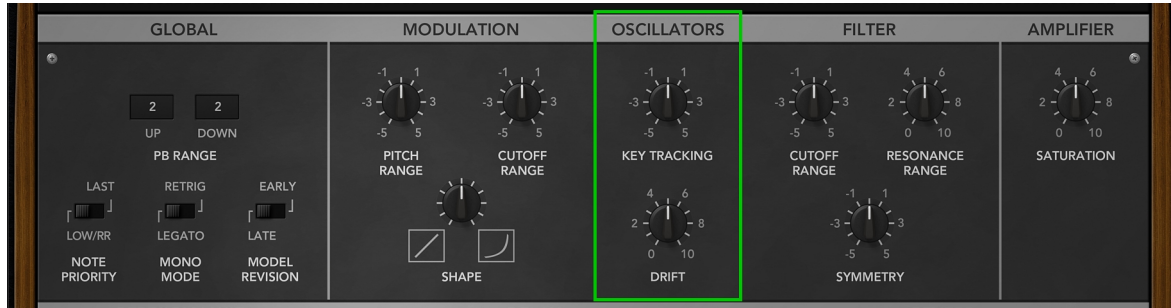 GLOBAL
MODULATION
OSCILLATORS
FILTER
AMPLIFIER
2 2
UP DOWN
PB RANGE
LAST
LOW/RR
NOTE
PRIORITY
RETRIG
LEGATO
MONO
MODE
EARLY
LATE
MODEL
REVISION
-1 1
-3 3
-5 5
PITCH
RANGE
-1 1
-3 3
-5 5
CUTOFF
RANGE
SHAPE
-1 1
-3 3
-5 5
KEY TRACKING
4 6
2 8
0 10
DRIFT
-1 1
-3 3
-5 5
CUTOFF
RANGE
4 6
2 8
0 10
RESONANCE
RANGE
-1 1
-3 3
-5 5
SYMMETRY
4 6
2 8
0 10
SATURATION